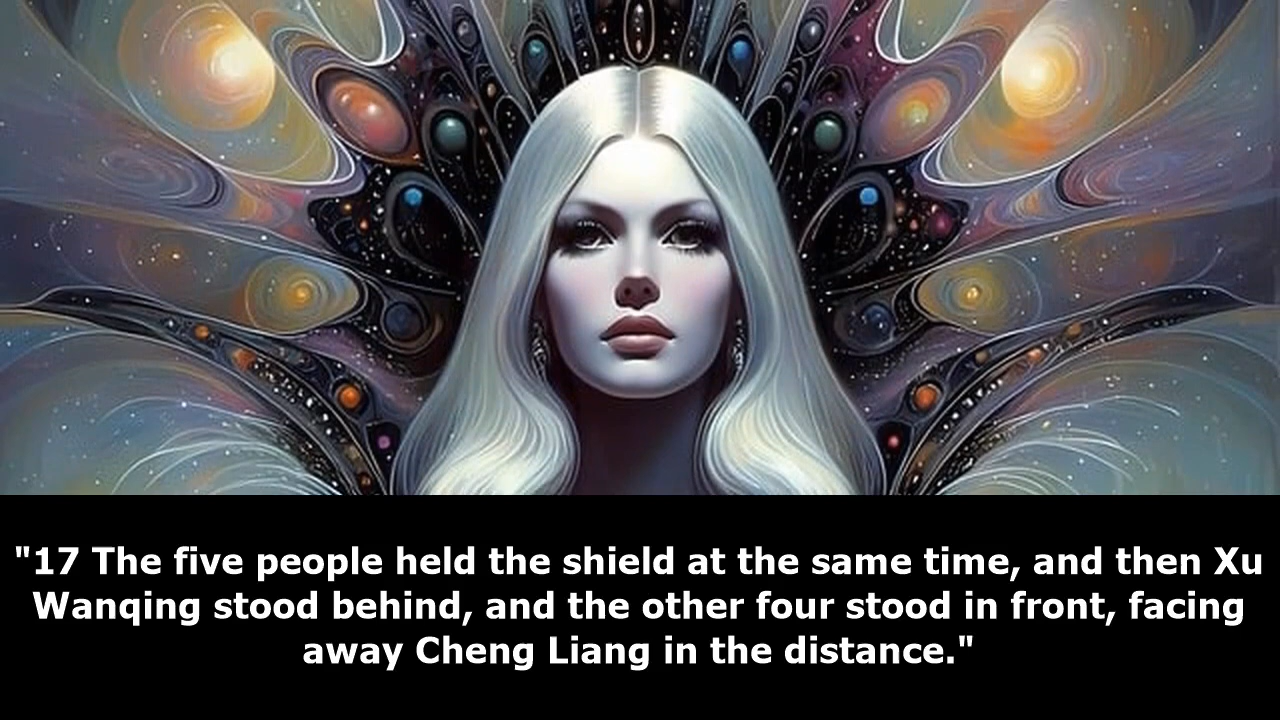 "17 The five people held the shield at the same time, and then Xu
Wanqing stood behind, and the other four stood in front, facing
away Cheng Liang in the distance."